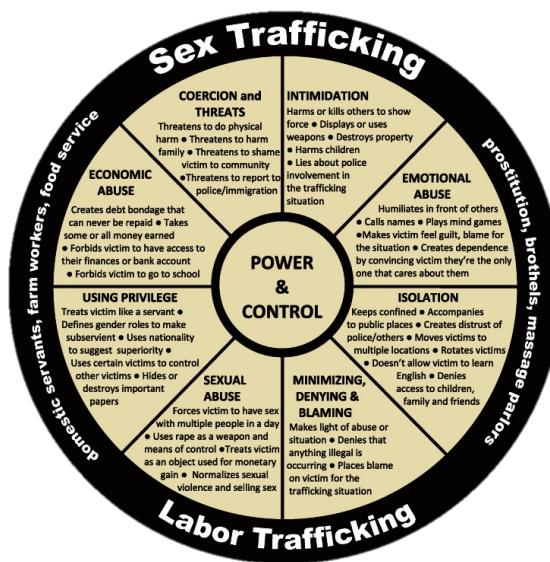 Sex Trafficking
prostitution, brothels, massage parlors
domestic servants, farm workers, food service
Labor Trafficking
POWER
&
CONTROL
COERCION and
THREATS
Threatens to do physical
harm ● Threatens to harm
family ● Threatens to shame
victim to community
●Threatens to report to
police/immigration
INTIMIDATION
Harms or kills others to show
force ● Displays or uses
weapons ● Destroys property
● Harms children
● Lies about police
involvement in
the trafficking
situation
EMOTIONAL
ABUSE
Humiliates in front of others
● Calls names ● Plays mind games
●Makes victim feel guilt, blame for
the situation ● Creates dependence
by convincing victim they're the only
one that cares about them
ISOLATION
Keeps confined ● Accompanies
to public places ● Creates distrust of
police/others ● Moves victims to
multiple locations ● Rotates victims
● Doesn't allow victim to learn
English ● Denies
access to children,
family and friends
MINIMIZING,
DENYING &
BLAMING
Makes light of abuse or
situation ● Denies that
anything illegal is
occurring ● Places blame
on victim for the
trafficking situation
SEXUAL
ABUSE
Forces victim to have sex
with multiple people in a day
● Uses rape as a weapon and
means of control ●Treats victim
as an object used for monetary
gain ● Normalizes sexual
violence and selling sex
USING PRIVILEGE
Treats victim like a servant ●
Defines gender roles to make
subservient ● Uses nationality
to suggest superiority ●
Uses certain victims to control
other victims ● Hides or
destroys important
papers
ECONOMIC
ABUSE
Creates debt bondage that
can never be repaid ● Takes
some or all money earned
● Forbids victim to have access to
their finances or bank account
● Forbids victim to go to school